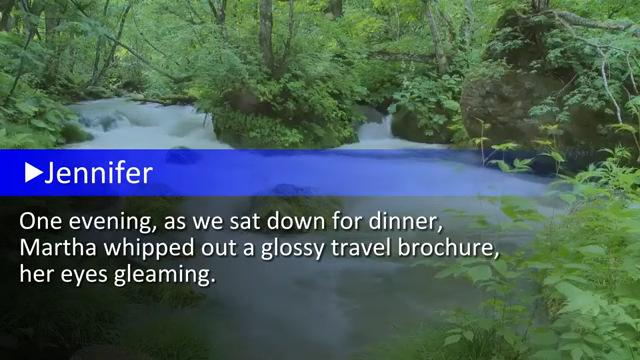 ▶Jennifer
One evening, as we sat down for dinner,
Martha whipped out a glossy travel brochure,
her eyes gleaming.